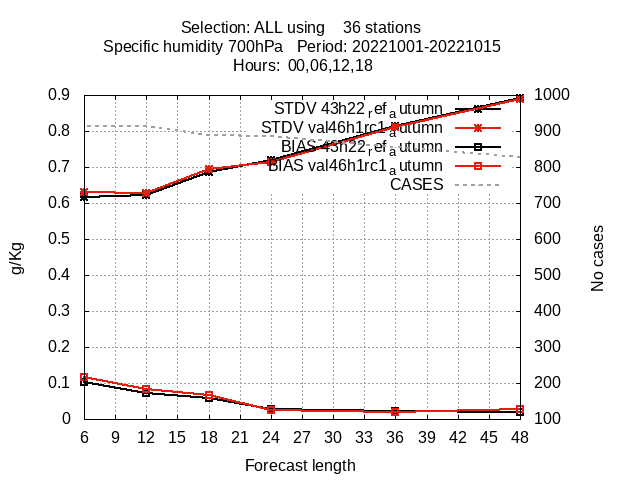 Selection: ALL using    36 stations
Specific humidity 700hPa   Period: 20221001-20221015
Hours:  00,06,12,18
0.9
0.8
0.7
0.6
0.5
0.4
0.3
0.2
0.1
0
g/Kg
STDV 43h22_ref_autumn
STDV val46h1rc1_autumn
BIAS 43h22_ref_autumn
BIAS val46h1rc1_autumn
CASES
1000
900
800
700
600
500
400
300
200
100
No cases
6 9 12 15 18 21 24 27 30 33 36 39 42 45 48
Forecast length